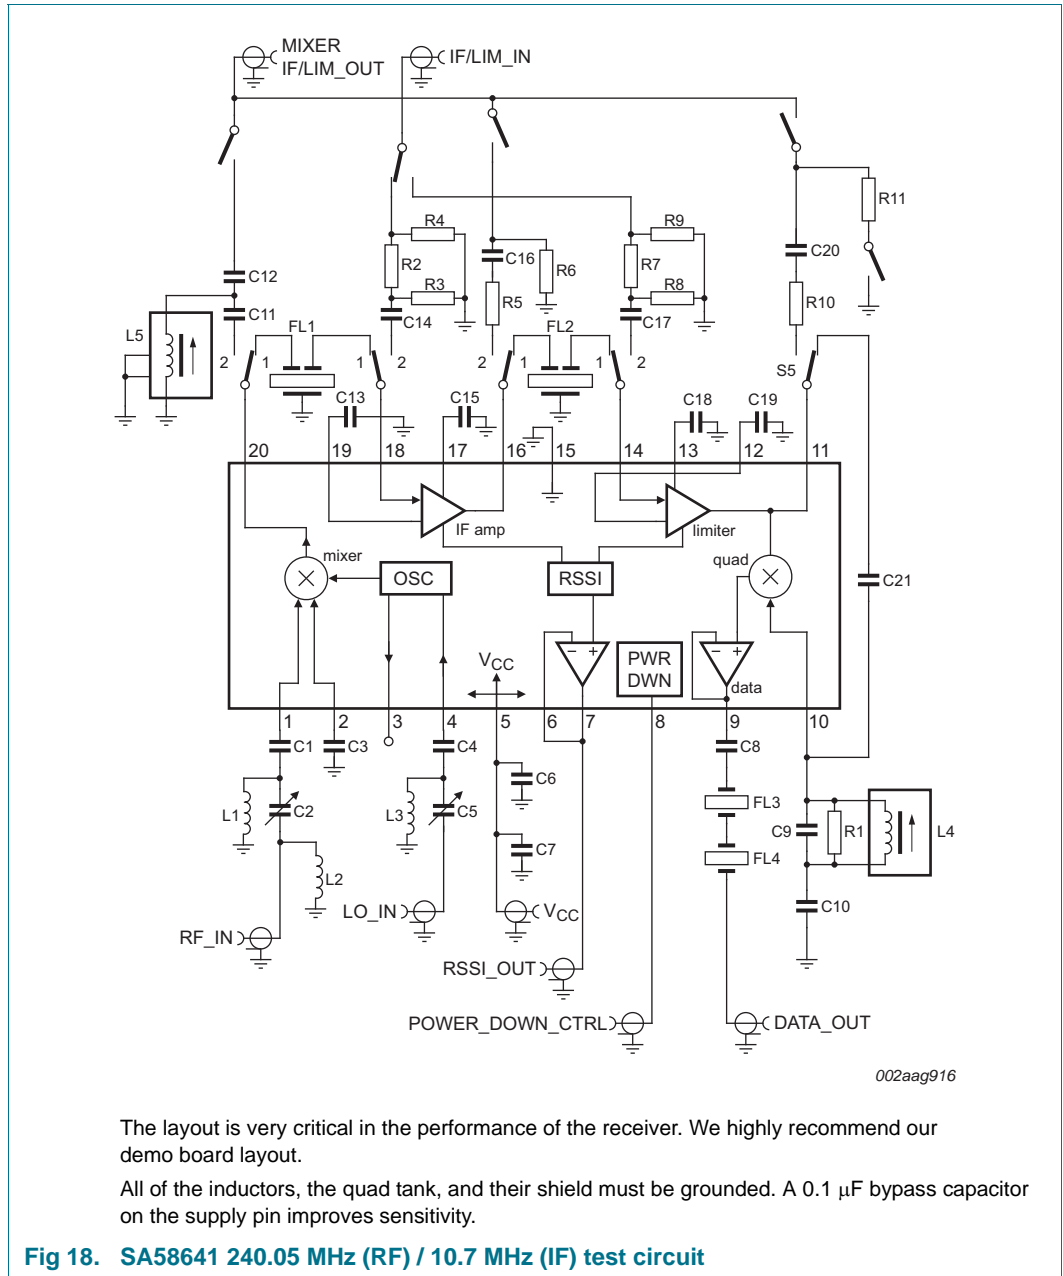 MIXER
IF/LIM_OUT
IF/LIM_IN
R11
R4
R9
C16
C20
R2
R6
R7
C12
R3
R5
R8
R10
C11
C14
C17
L5
FL1
FL2
2
1
1
2
2
1
1
2
S5
C13
C15
C18
C19
20
19
18
17
16
15
14
13
12
11
IF amp
limiter
mixer
quad
OSC
RSSI
C21
VCC
PWR
DWN
− +
− +
data
1
2
3
4
5
6
7
8
9
10
C1
C3
C4
C8
C6
L1
C2
L3
C5
FL3
C9
R1
L4
C7
FL4
L2
C10
LO_IN
VCC
RF_IN
RSSI_OUT
POWER_DOWN_CTRL
DATA_OUT
002aag916
The layout is very critical in the performance of the receiver. We highly recommend our
demo board layout.
All of the inductors, the quad tank, and their shield must be grounded. A 0.1 μF bypass capacitor
on the supply pin improves sensitivity.
Fig 18. SA58641 240.05 MHz (RF) / 10.7 MHz (IF) test circuit